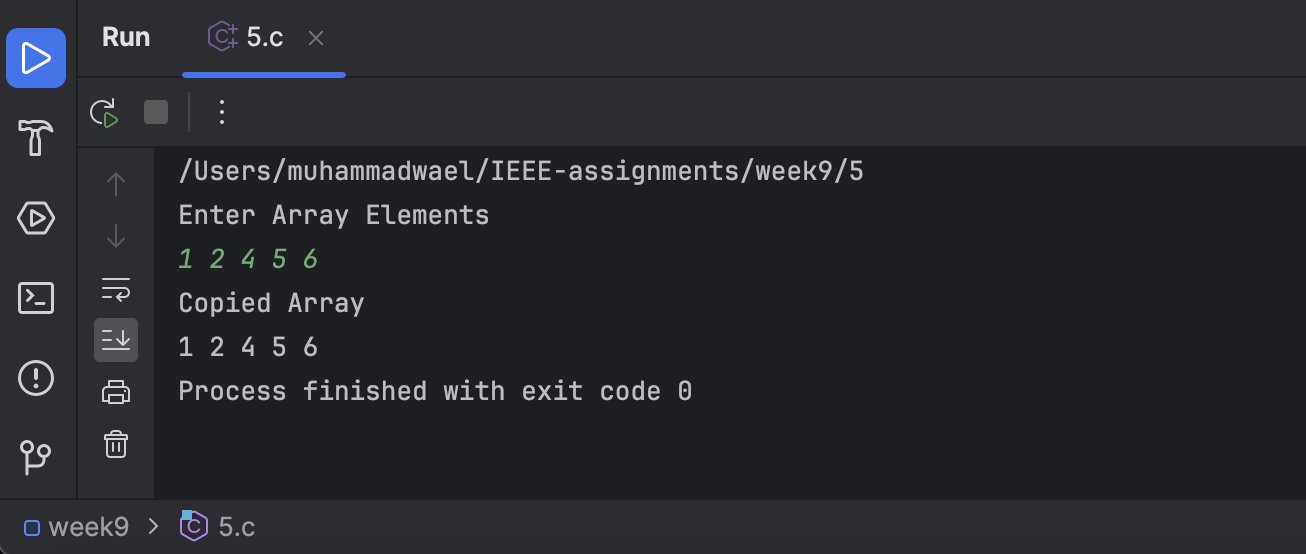 Run 5.c
/Users/muhammadwael/IEEE-assignments/week9/5
Enter Array Elements
1 2 4 5 6
Copied Array
1 2 4 5 6
Process finished with exit code 0
week9 > 5.c